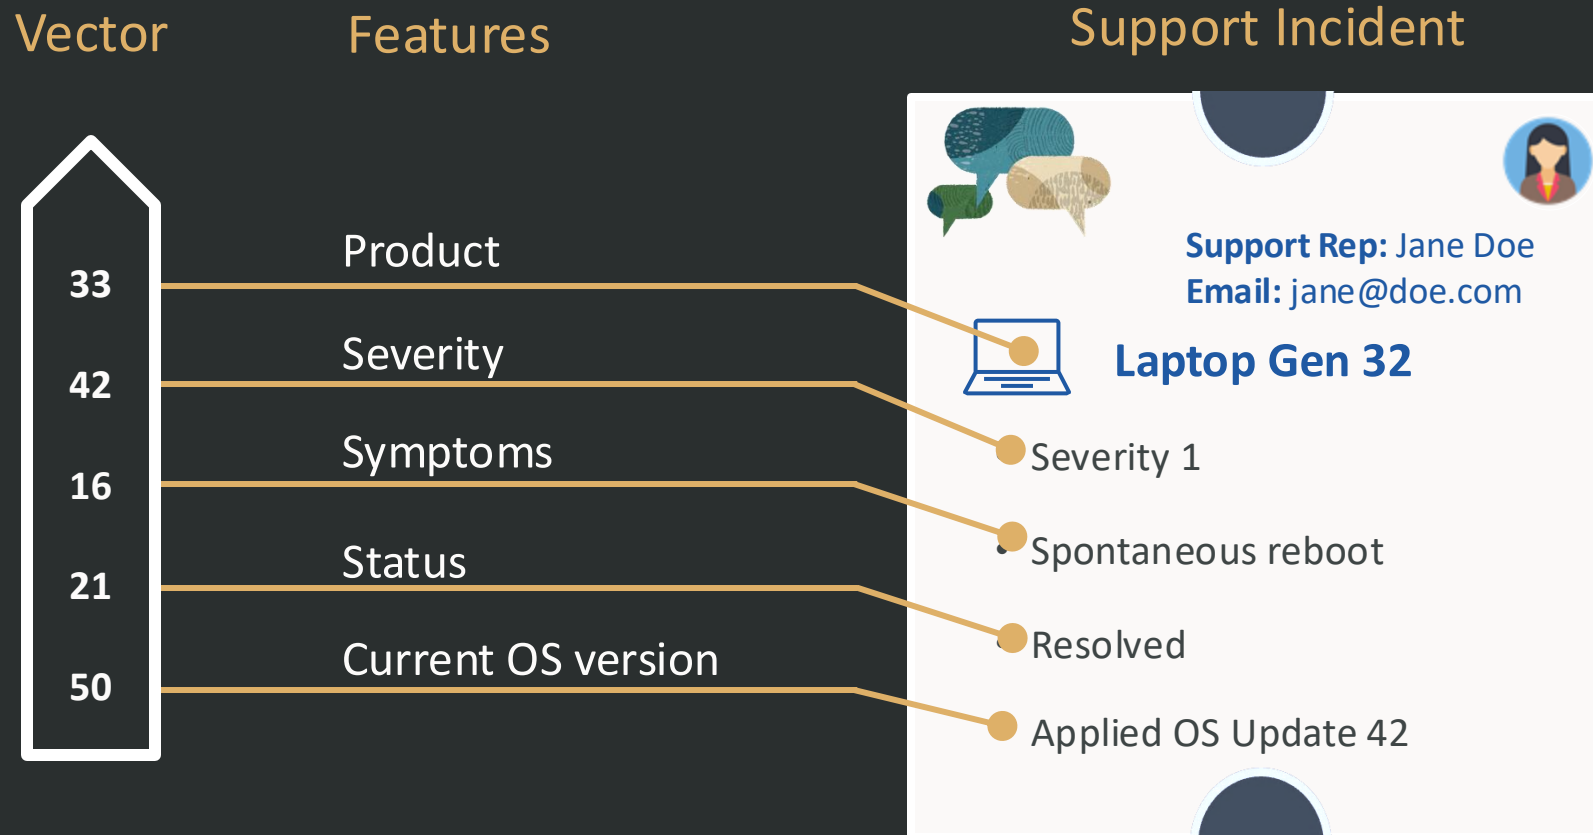 Vector
Features
Support Incident
Support Rep: Jane Doe
Email: jane@doe.com
Laptop Gen 32
33
Product
42
Severity
Severity 1
16
Symptoms
Spontaneous reboot
21
Status
Resolved
50
Current OS version
Applied OS Update 42